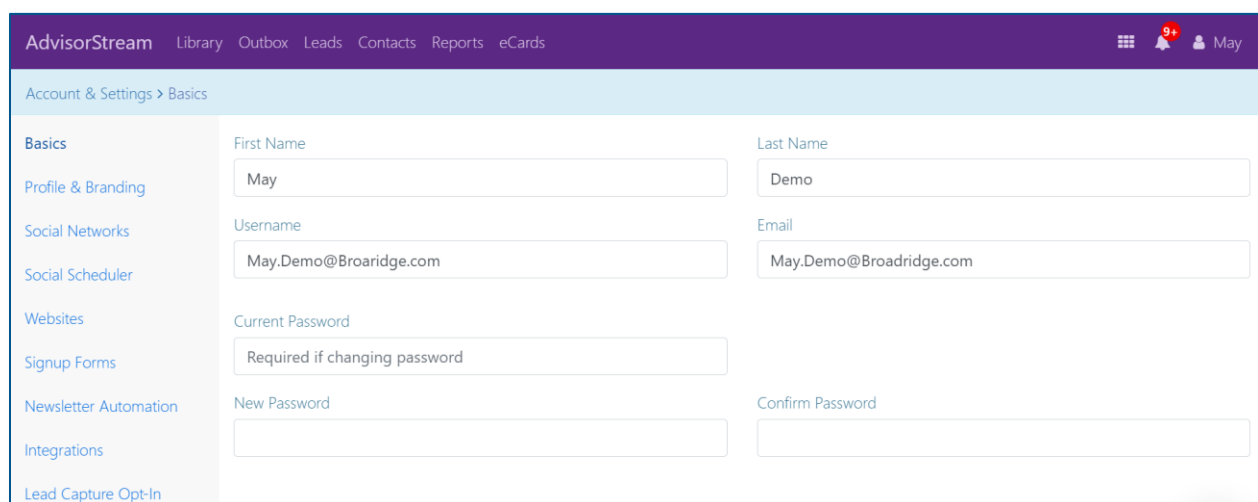 AdvisorStream Library Outbox Leads Contacts Reports eCards 9+ May
Account & Settings > Basics
Basics
Profile & Branding
Social Networks
Social Scheduler
Websites
Signup Forms
Newsletter Automation
Integrations
Lead Capture Opt-In
First Name
May
Last Name
Demo
Username
May.Demo@Broaridge.com
Email
May.Demo@Broadridge.com
Current Password
Required if changing password
New Password
Confirm Password